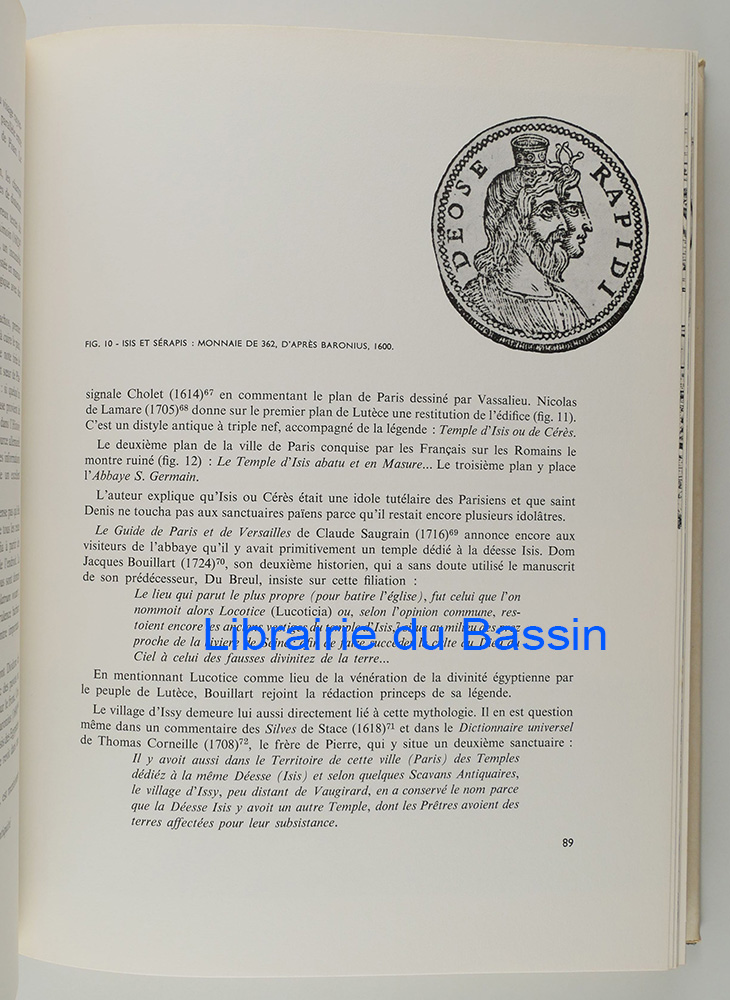 DEOSE RAPIDI
FIG. 10 - ISIS ET SÉRAPIS : MONNAIE DE 362, D'APRÈS BARONIUS, 1600.
signale Cholet (1614)67 en commentant le plan de Paris dessiné par Vassalieu. Nicolas
de Lamare (1705)68 donne sur le premier plan de Lutèce une restitution de l'édifice (fig. 11).
C'est un distyle antique à triple nef, accompagné de la légende : Temple d'Isis ou de Cérès.
Le deuxième plan de la ville de Paris conquise par les Français sur les Romains le
montre ruiné (fig. 12) : Le Temple d'Isis abatu et en Masure... Le troisième plan y place
l'Abbaye S. Germain.
L'auteur explique qu'Isis ou Cérès était une idole tutélaire des Parisiens et que saint
Denis ne toucha pas aux sanctuaires païens parce qu'il restait encore plusieurs idolâtres.
Le Guide de Paris et de Versailles de Claude Saugrain (1716)69 annonce encore aux
visiteurs de l'abbaye qu'il y avait primitivement un temple dédié à la déesse Isis. Dom
Jacques Bouillart (1724)70, son deuxième historien, qui a sans doute utilisé le manuscrit
de son prédécesseur, Du Breul, insiste sur cette filiation :
Le lieu qui parut le plus propre (pour batire l'église), fut celui que l'on
nommoit alors Locotice (Lucoticia) ou, selon l'opinion commune, res-
toient encore les anciens vestiges du temple d'Isis
proche de la
Ciel à celui des fausses divinitez de la terre...
Librairie du Bassin
En mentionnant Lucotice comme lieu de la vénération de la divinité égyptienne par
le peuple de Lutèce, Bouillart rejoint la rédaction princeps de sa légende.
Le village d'Issy demeure lui aussi directement lié à cette mythologie. Il en est question
même dans un commentaire des Silves de Stace (1618)71 et dans le Dictionnaire universel
de Thomas Corneille (1708)72, le frère de Pierre, qui y situe un deuxième sanctuaire :
Il y avoit aussi dans le Territoire de cette ville (Paris) des Temples
dédiéz à la même Déesse (Isis) et selon quelques Scavans Antiquaires,
le village d'Issy, peu distant de Vaugirard, en a conservé le nom parce
que la Déesse Isis y avoit un autre Temple, dont les Prêtres avoient des
terres affectées pour leur subsistance.
89